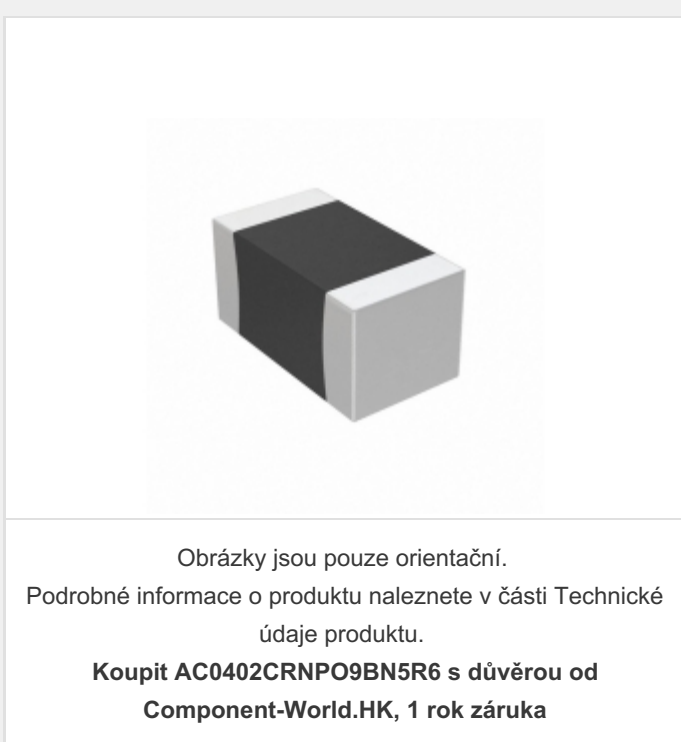 Obrázky jsou pouze orientační.
Podrobné informace o produktu naleznete v části Technické
údaje produktu.
Koupit AC0402CRNPO9BN5R6 s důvěrou od
Component-World.HK, 1 rok záruka